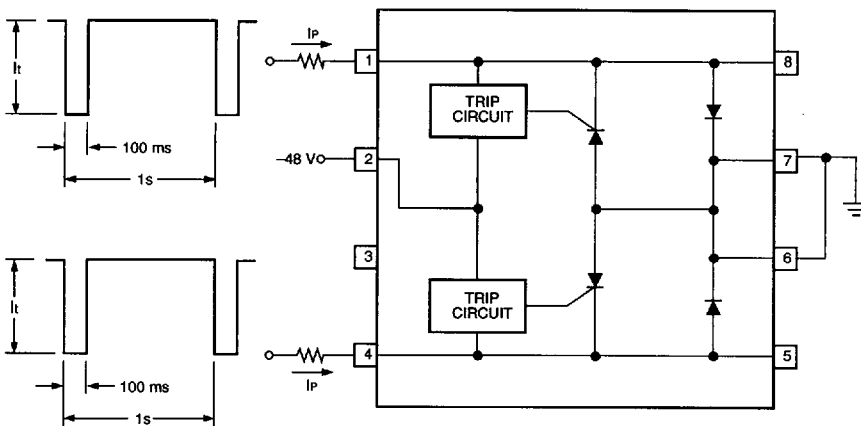 IP
1
8
It
TRIP
CIRCUIT
100 ms
–48 V
2
7
1s
3
6
It
TRIP
CIRCUIT
4
5
100 ms
IP
1s